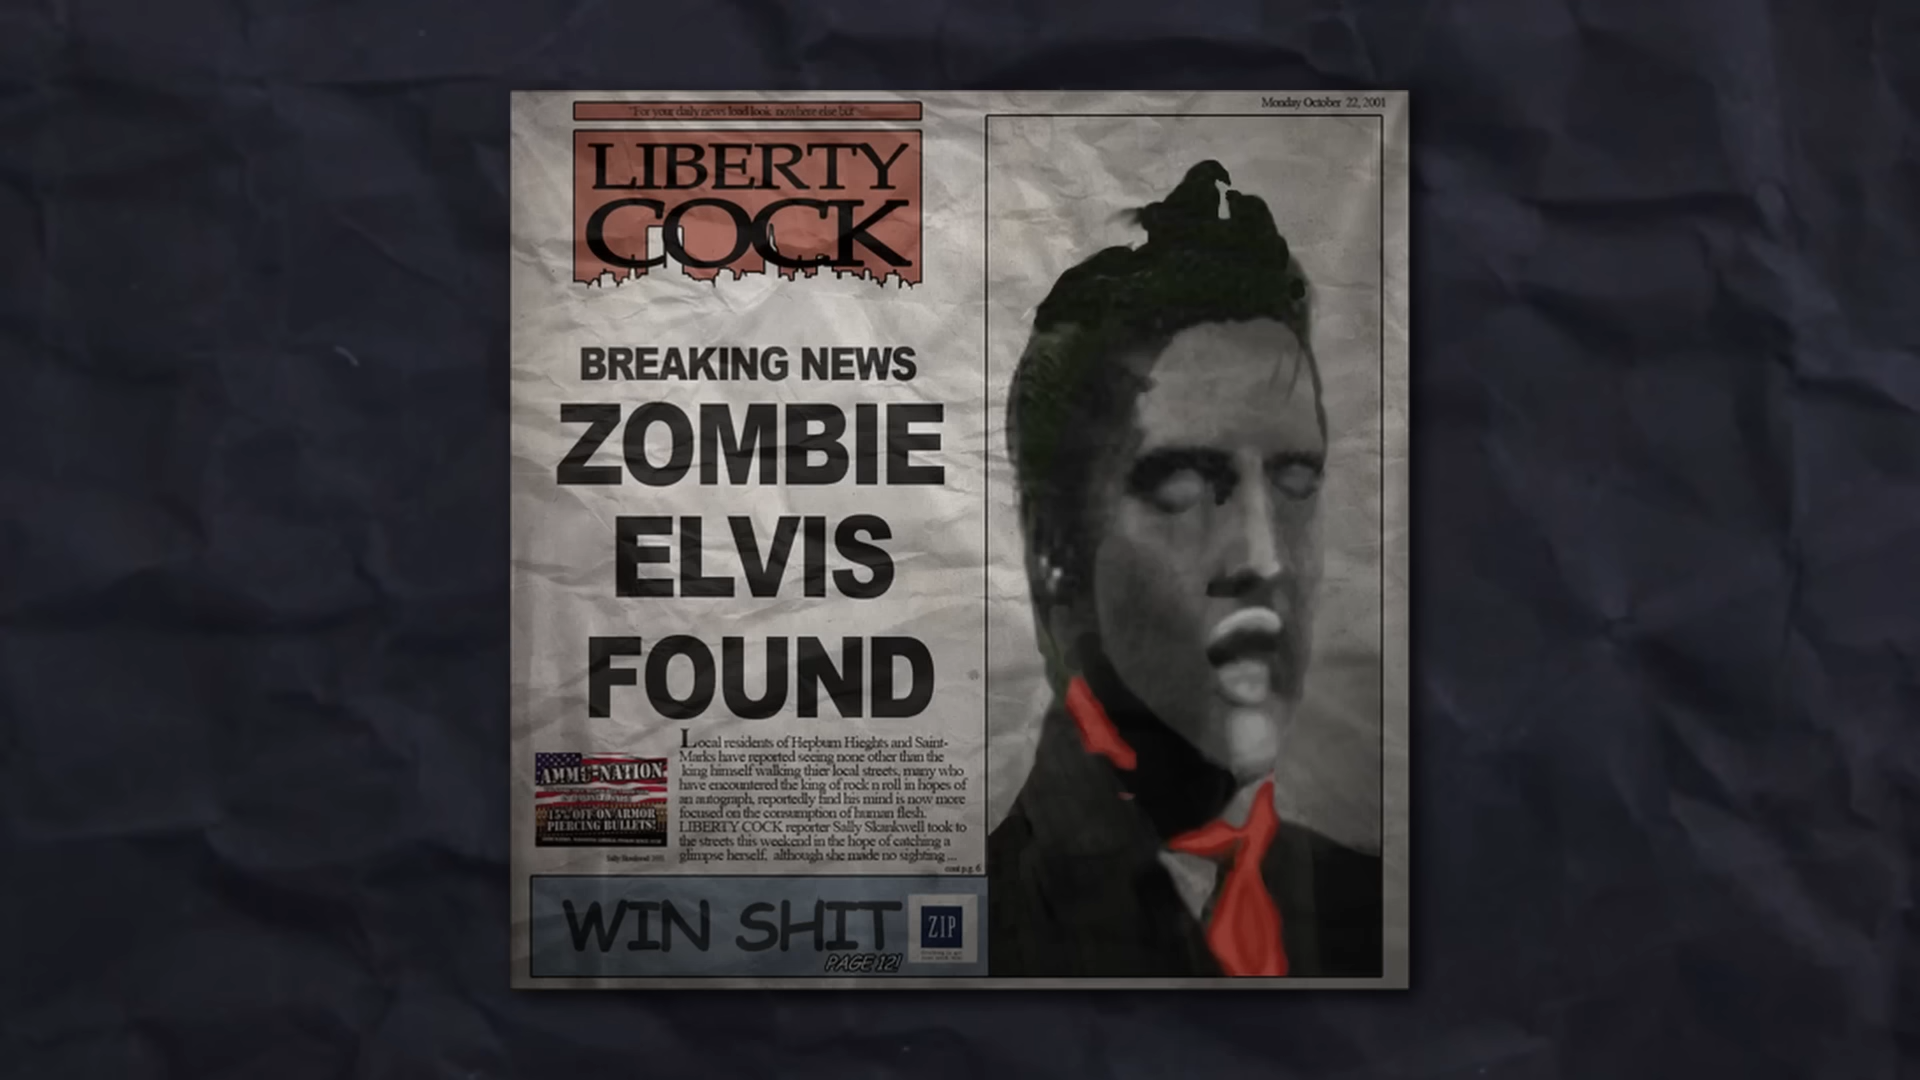 "For your daily news load look, nowhere else but"
Monday October 22, 2001
LIBERTY
COCK
BREAKING NEWS
ZOMBIE
ELVIS
FOUND
Local residents of Hepburn Hieghts and Saint-
Marks have reported seeing none other than the
king himself walking thier local streets, many who
have encountered the king of rock n roll in hopes of
an autograph, reportedly find his mind is now more
focused on the consumption of human flesh.
LIBERTY COCK reporter Sally Skankwell took to
the streets this weekend in the hope of catching a
glimpse herself, although she made no sighting ...
cont p.g. 6
AMMU-NATION
15% OFF ON ARMOR
PIERCING BULLETS!
WIN SHIT
PAGE 12!
ZIP